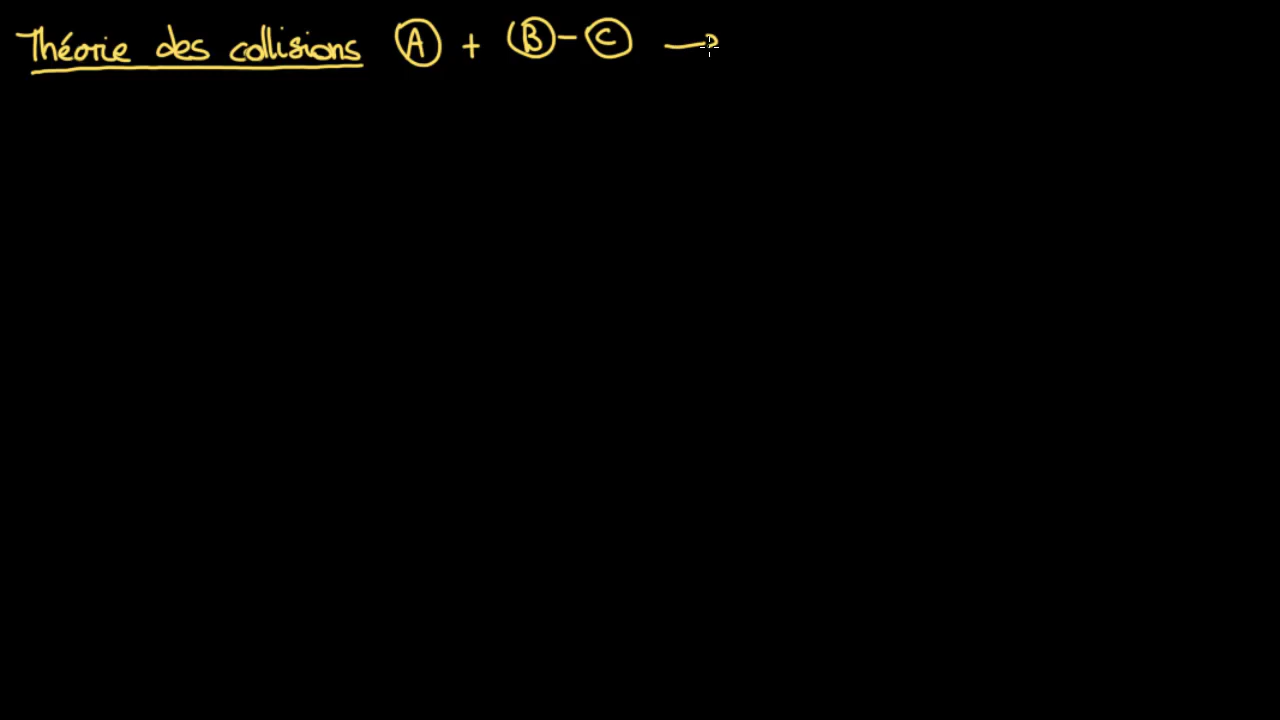 Théorie des collisions A + B - C →